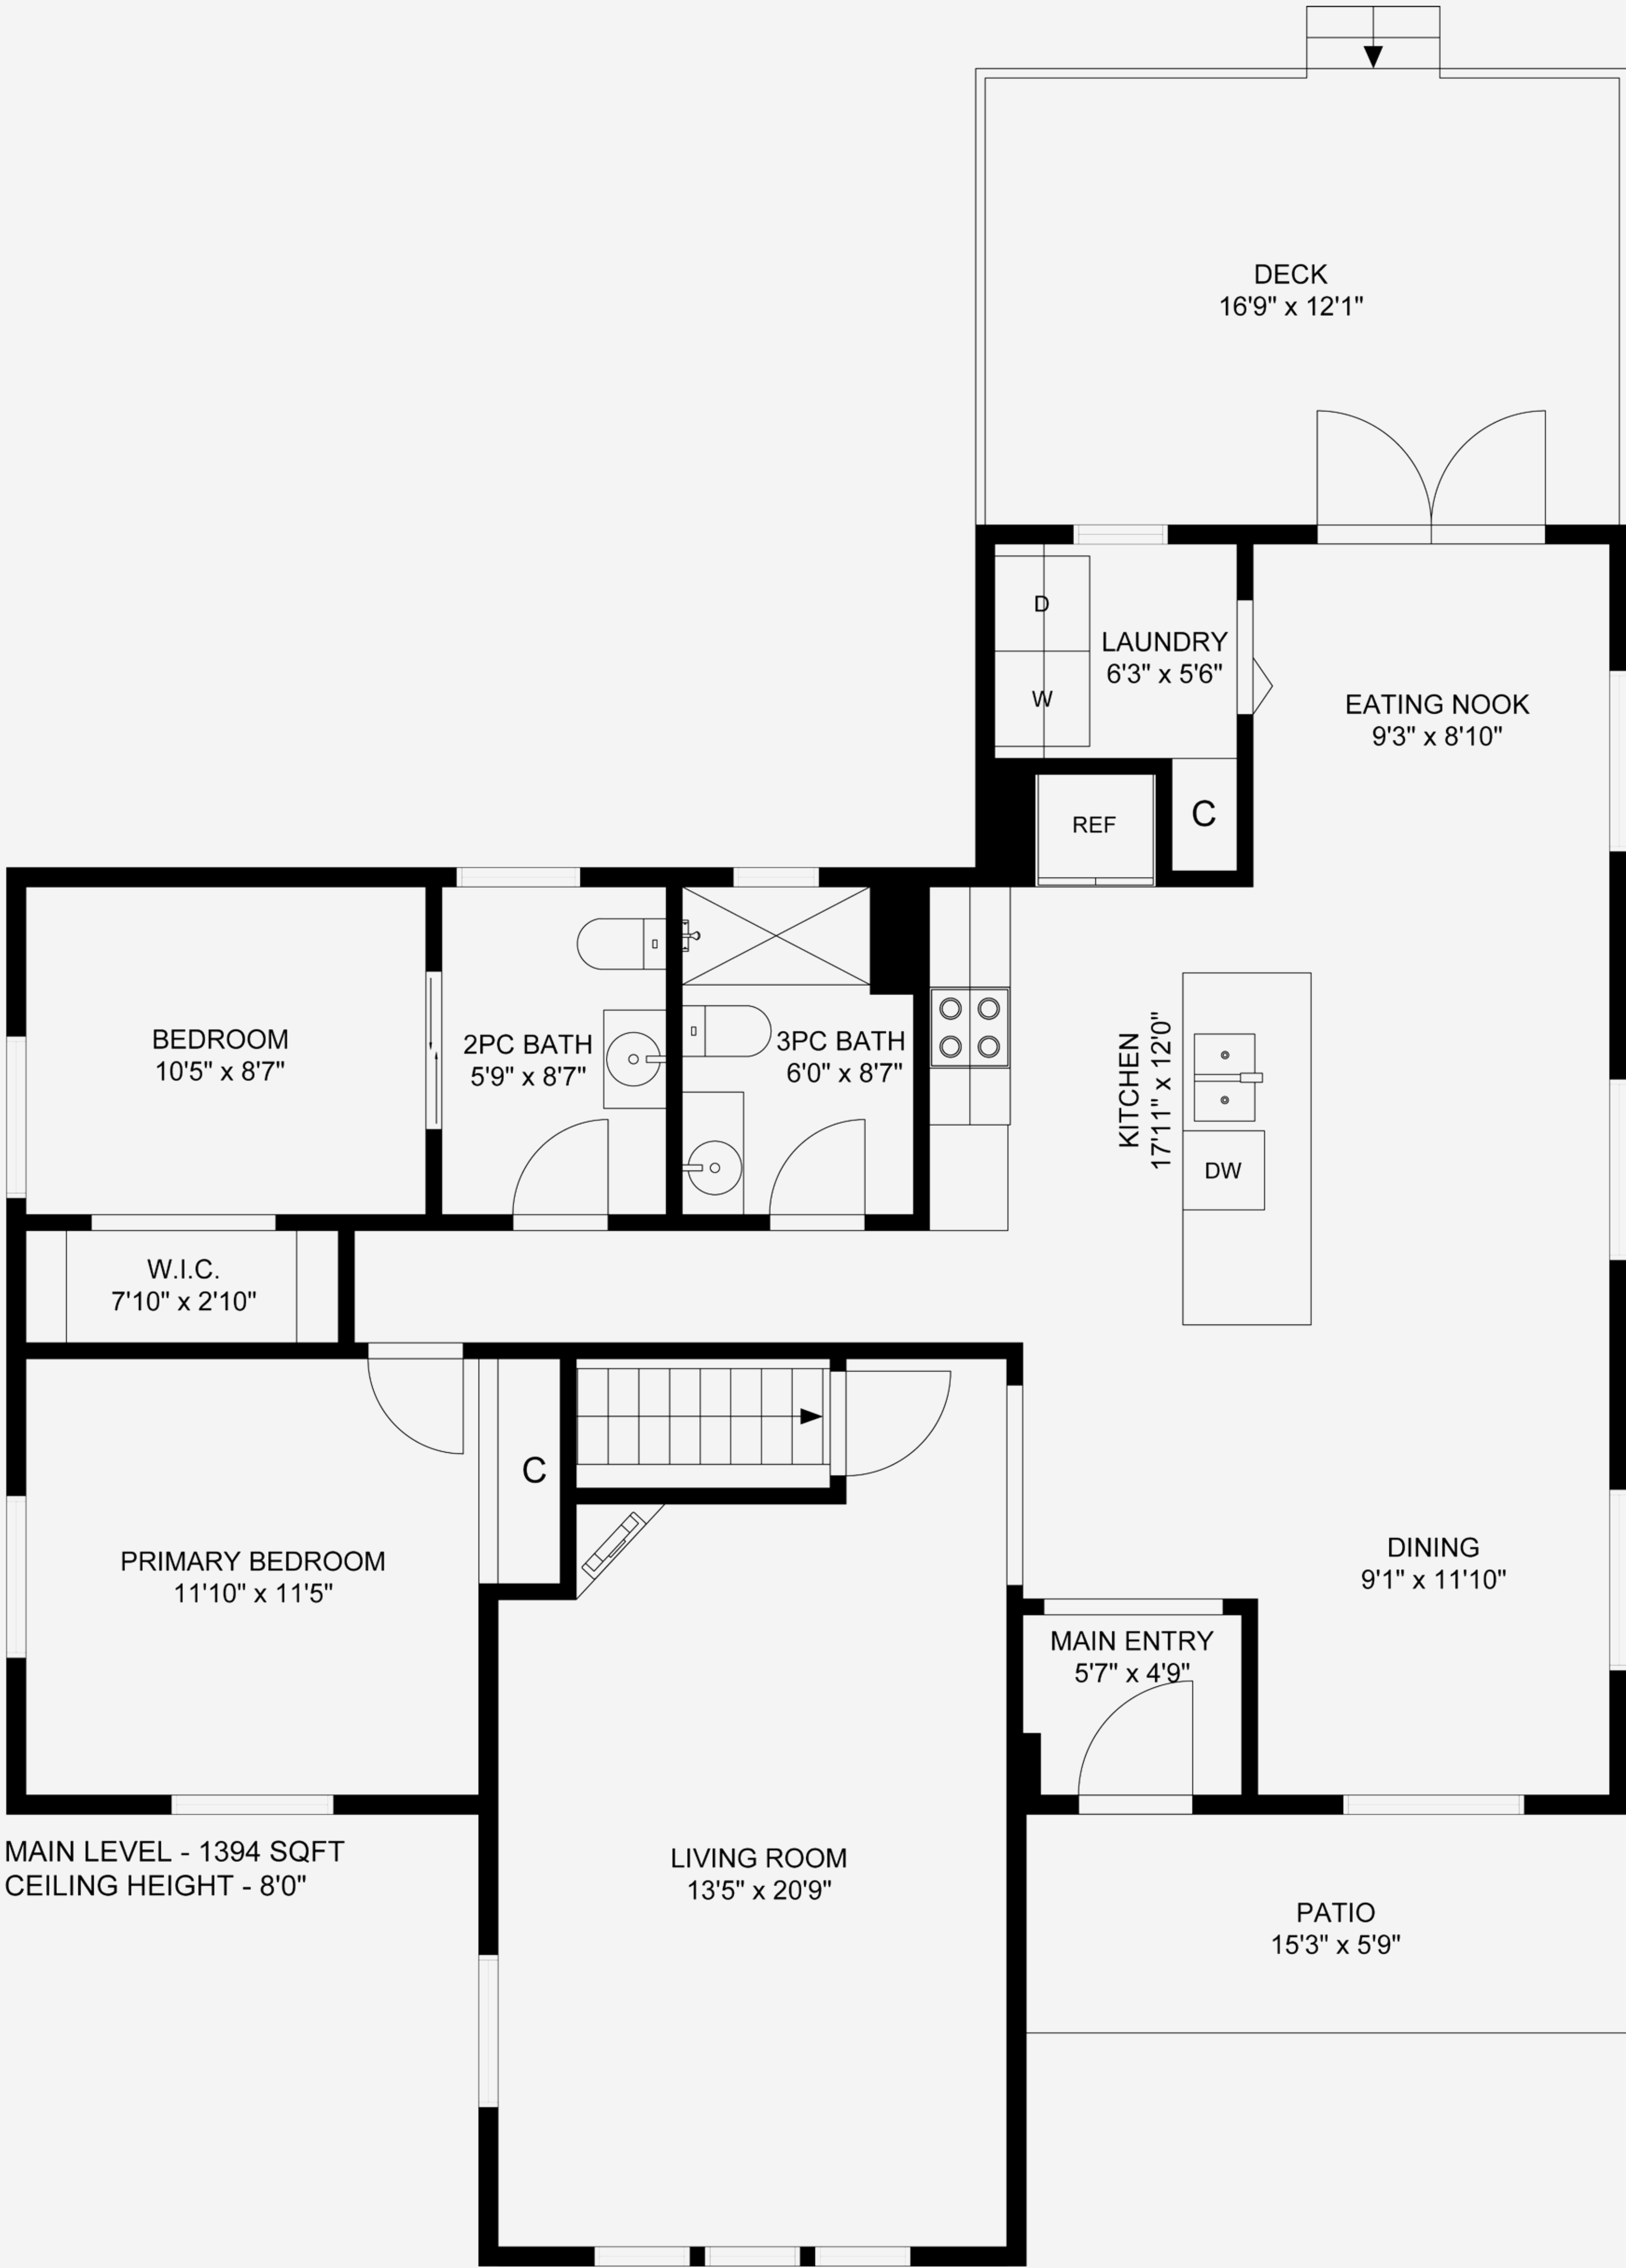 DECK
16'9" x 12'1"
D
LAUNDRY
6'3" x 5'6"
W
EATING NOOK
9'3" x 8'10"
REF
C
BEDROOM
10'5" x 8'7"
2PC BATH
5'9" x 8'7"
3PC BATH
6'0" x 8'7"
KITCHEN
17'11" x 12'0"
DW
W.I.C.
7'10" x 2'10"
C
PRIMARY BEDROOM
11'10" x 11'5"
DINING
9'1" x 11'10"
MAIN ENTRY
5'7" x 4'9"
MAIN LEVEL - 1394 SQFT
CEILING HEIGHT - 8'0"
LIVING ROOM
13'5" x 20'9"
PATIO
15'3" x 5'9"